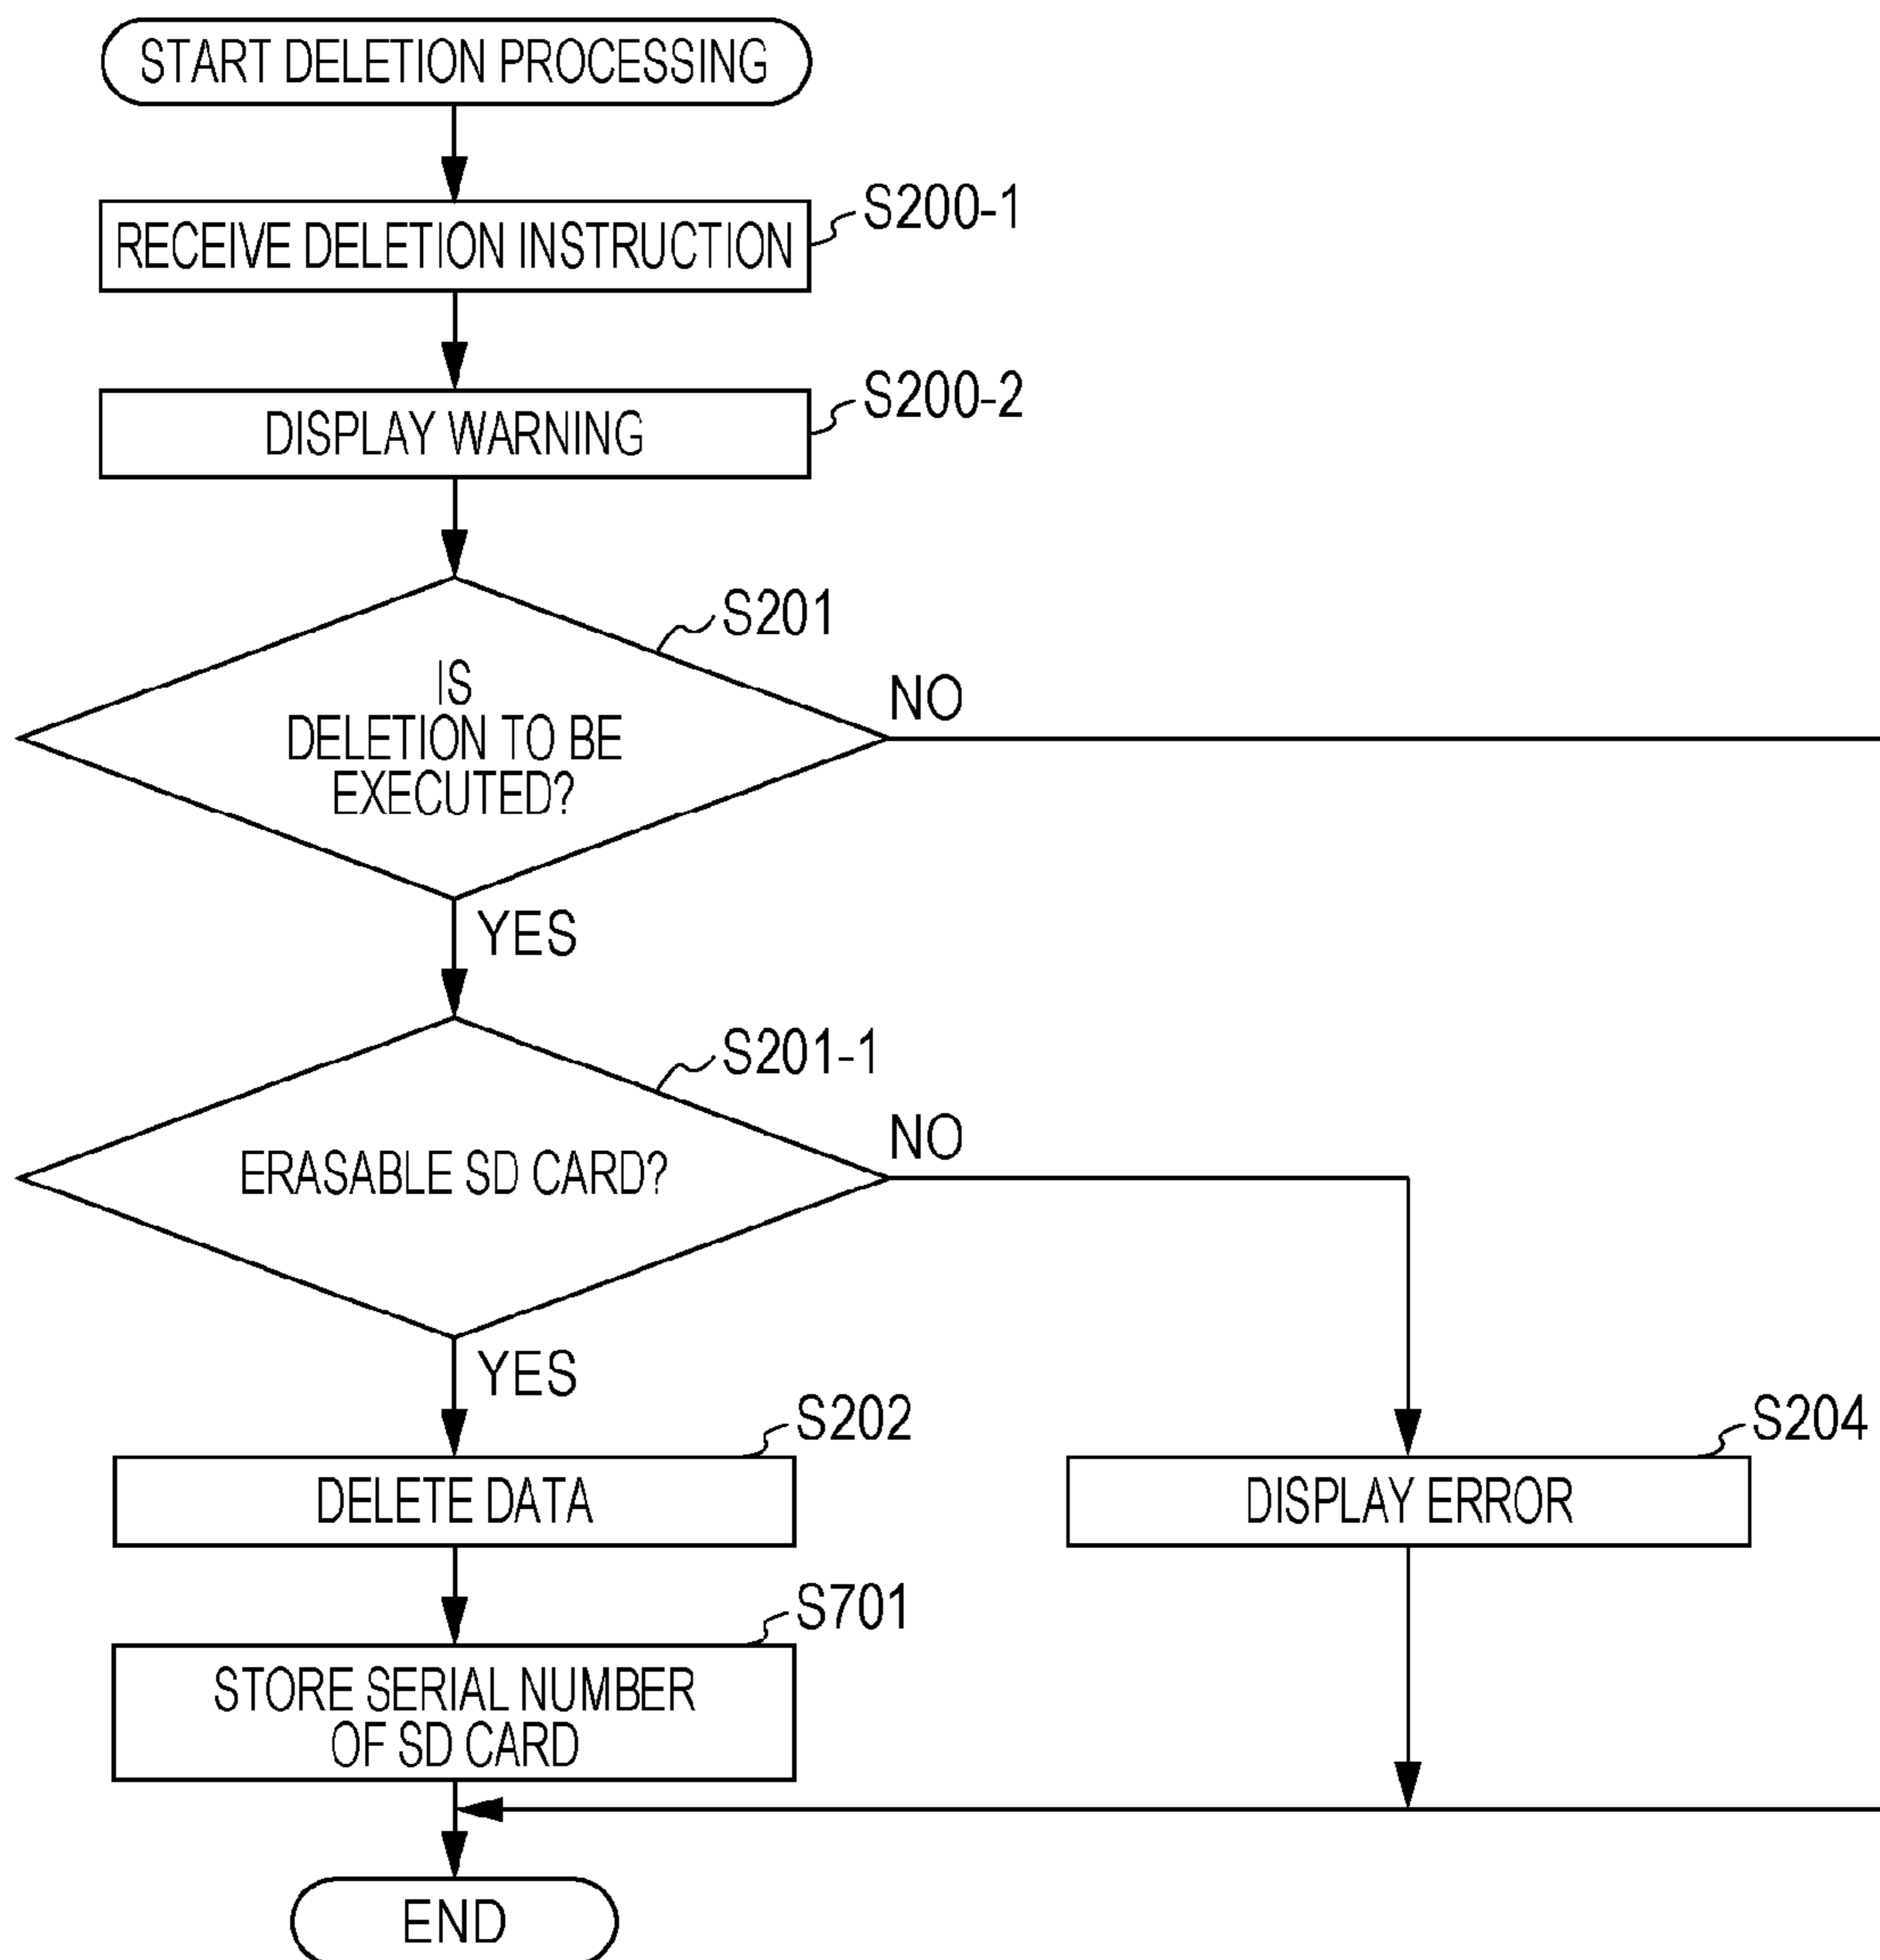 START DELETION PROCESSING
S200-1
RECEIVE DELETION INSTRUCTION
S200-2
DISPLAY WARNING
S201
IS
DELETION TO BE
EXECUTED?
NO
YES
S201-1
ERASABLE SD CARD?
NO
YES
S202
DELETE DATA
S204
DISPLAY ERROR
S701
STORE SERIAL NUMBER
OF SD CARD
END